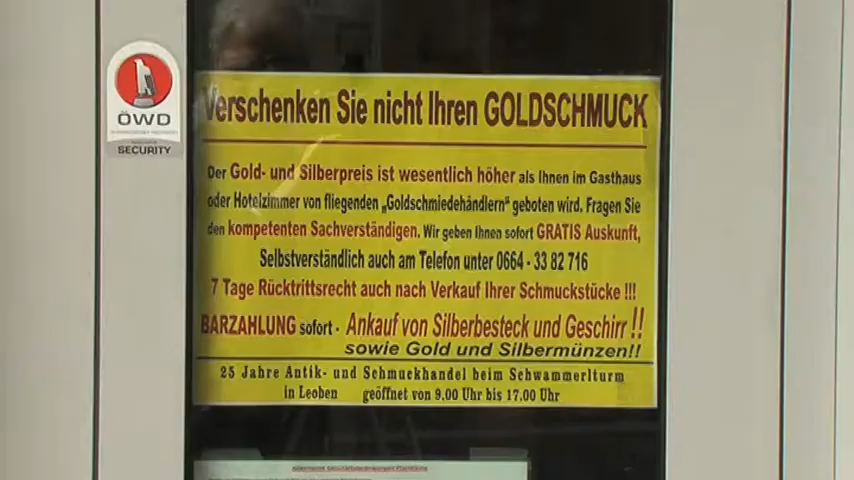 ÖWD
SECURITY
Verschenken Sie nicht Ihren GOLDSCHMUCK
Der Gold- und Silberpreis ist wesentlich höher als Ihnen im Gasthaus
oder Hotelzimmer von fliegenden „Goldschmiedehändlern" geboten wird. Fragen Sie
den kompetenten Sachverständigen. Wir geben Ihnen sofort GRATIS Auskunft,
Selbstverständlich auch am Telefon unter 0664 - 33 82 716
7 Tage Rücktrittsrecht auch nach Verkauf Ihrer Schmuckstücke !!!
BARZAHLUNG sofort - Ankauf von Silberbesteck und Geschirr !!
sowie Gold und Silbermünzen!!
25 Jahre Antik- und Schmuckhandel beim Schwammerlturm
in Leoben geöffnet von 9.00 Uhr bis 17.00 Uhr